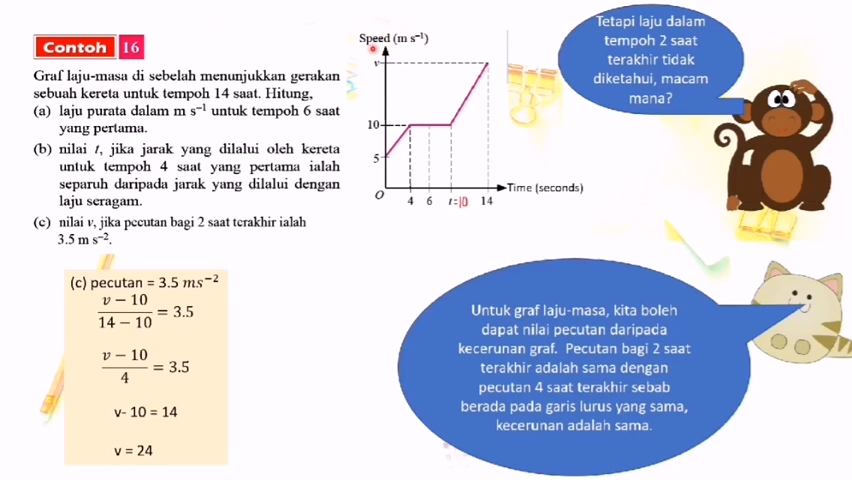 Contoh 16
Graf laju-masa di sebelah menunjukkan gerakan
sebuah kereta untuk tempoh 14 saat. Hitung,
(a) laju purata dalam m s⁻¹ untuk tempoh 6 saat
yang pertama.
(b) nilai t, jika jarak yang dilalui oleh kereta
untuk tempoh 4 saat yang pertama ialah
separuh daripada jarak yang dilalui dengan
laju seragam.
(c) nilai v, jika pecutan bagi 2 saat terakhir ialah
3.5 m s⁻².
Speed (m s⁻¹)
v
10
5
O
4 6 t=10 14
Time (seconds)
Tetapi laju dalam
tempoh 2 saat
terakhir tidak
diketahui, macam
mana?
(c) pecutan = 3.5 ms⁻²
v − 10
14 − 10
= 3.5
v − 10
4
= 3.5
v- 10 = 14
v = 24
Untuk graf laju-masa, kita boleh
dapat nilai pecutan daripada
kecerunan graf. Pecutan bagi 2 saat
terakhir adalah sama dengan
pecutan 4 saat terakhir sebab
berada pada garis lurus yang sama,
kecerunan adalah sama.